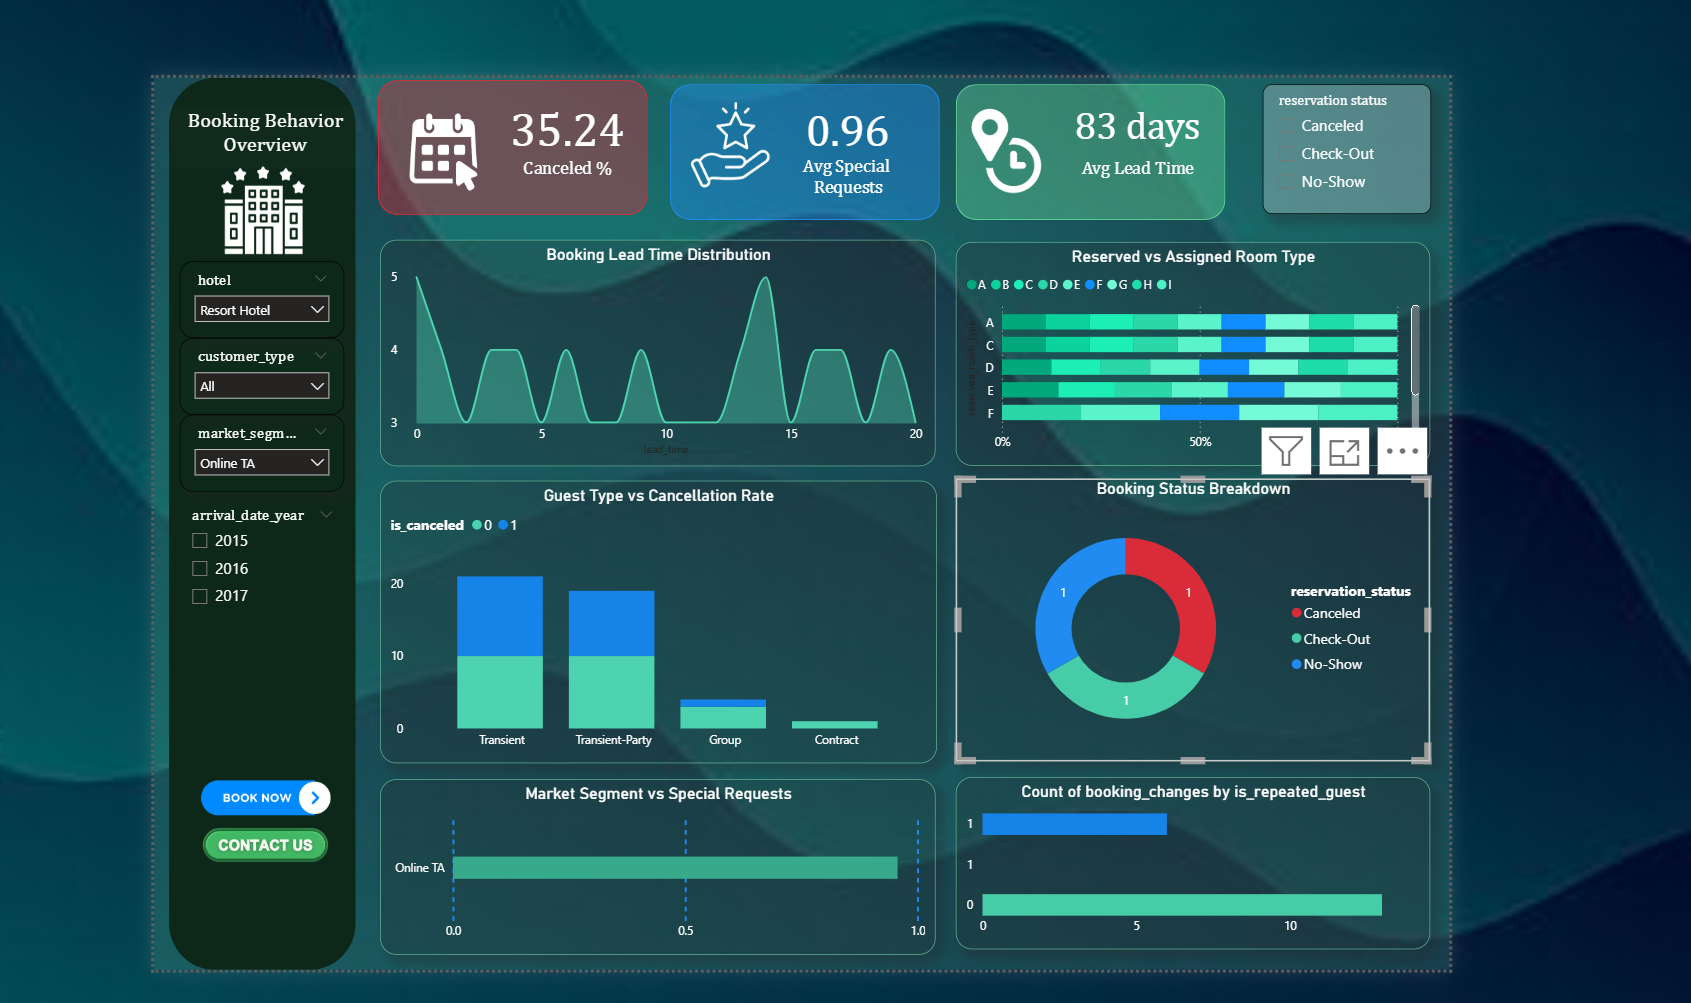 Booking Behavior
Overview
hotel
Resort Hotel
customer_type
All
market_segm...
Online TA
arrival_date_year
2015
2016
2017
BOOK NOW
CONTACT US
35.24
Canceled %
0.96
Avg Special
Requests
83 days
Avg Lead Time
reservation status
Canceled
Check-Out
No-Show
Booking Lead Time Distribution
5
4
3
0 5 10 15 20
lead_time
Reserved vs Assigned Room Type
A B C D E F G H I
reserved_room_type
A
C
D
E
F
0% 50%
Guest Type vs Cancellation Rate
is_canceled 0 1
20
10
0
Transient Transient-Party Group Contract
Booking Status Breakdown
1 1
1
reservation_status
Canceled
Check-Out
No-Show
Market Segment vs Special Requests
Online TA
0.0 0.5 1.0
Count of booking_changes by is_repeated_guest
1
1
0
0 5 10